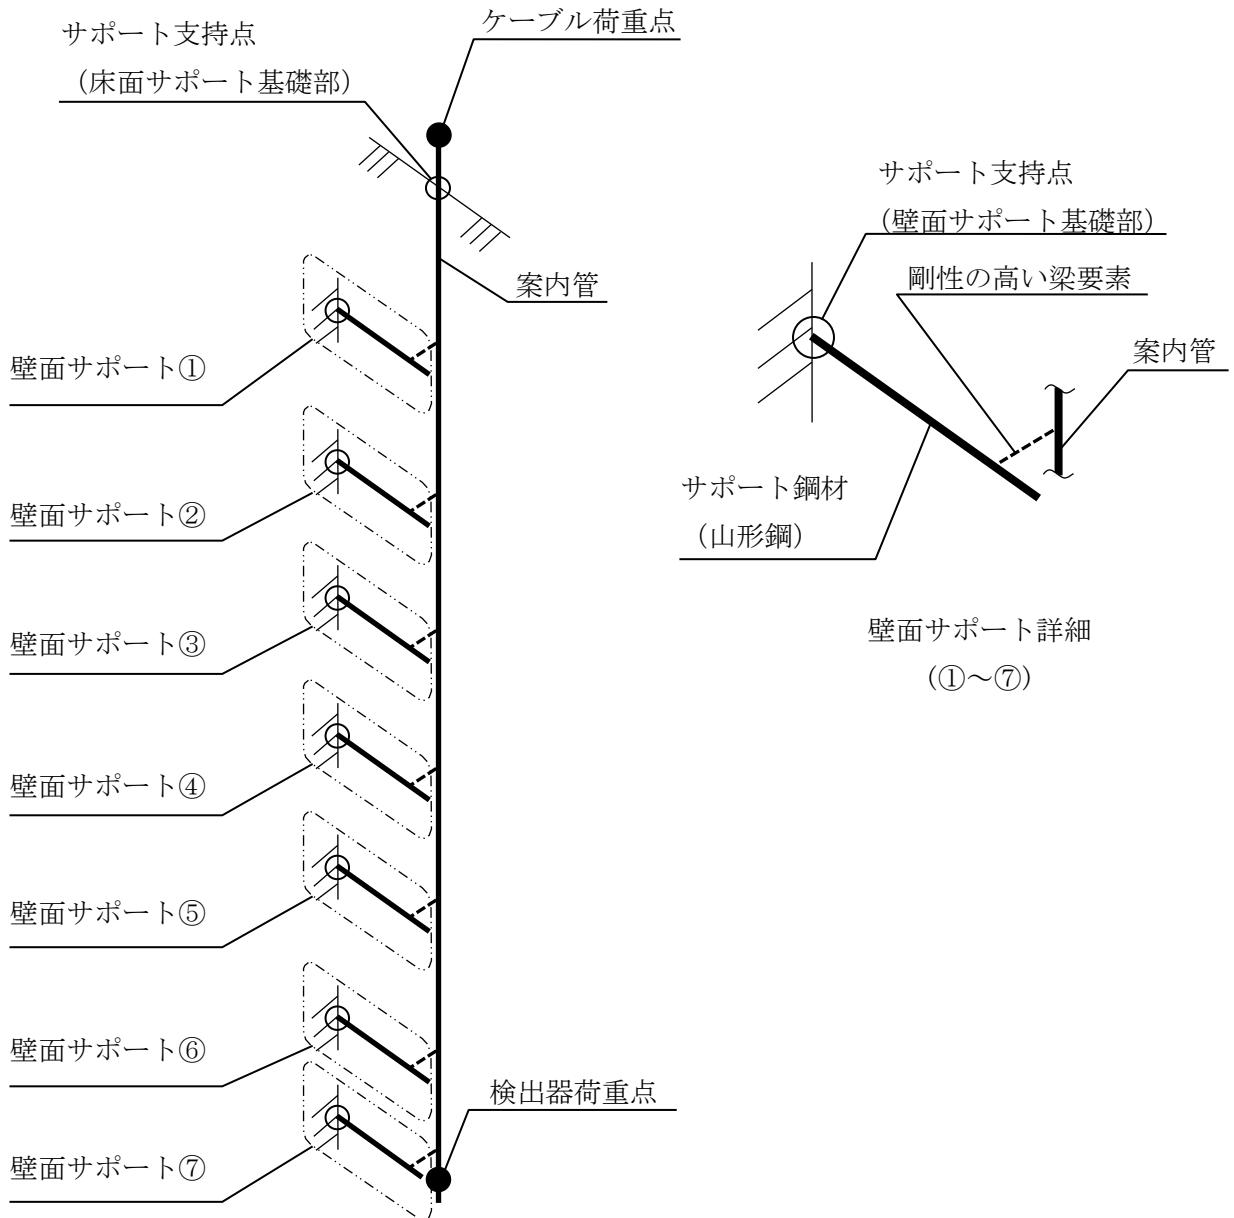 サポート支持点
（床面サポート基礎部）
ケーブル荷重点
案内管
壁面サポート①
壁面サポート②
壁面サポート③
壁面サポート④
壁面サポート⑤
壁面サポート⑥
壁面サポート⑦
検出器荷重点
サポート支持点
（壁面サポート基礎部）
剛性の高い梁要素
案内管
サポート鋼材
（山形鋼）
壁面サポート詳細
（①～⑦）